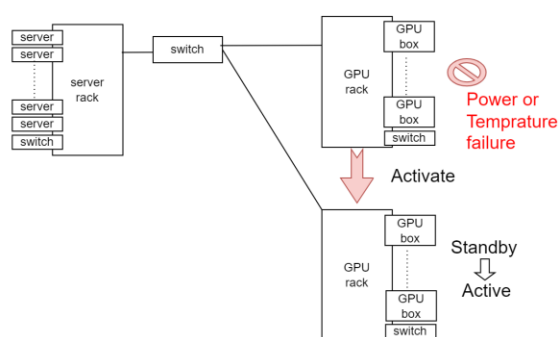 server
server
server
server
switch
server
rack
switch
GPU
rack
GPU
box
GPU
box
switch
Power or
Temprature
failure
Activate
GPU
rack
GPU
box
GPU
box
switch
Standby
Active